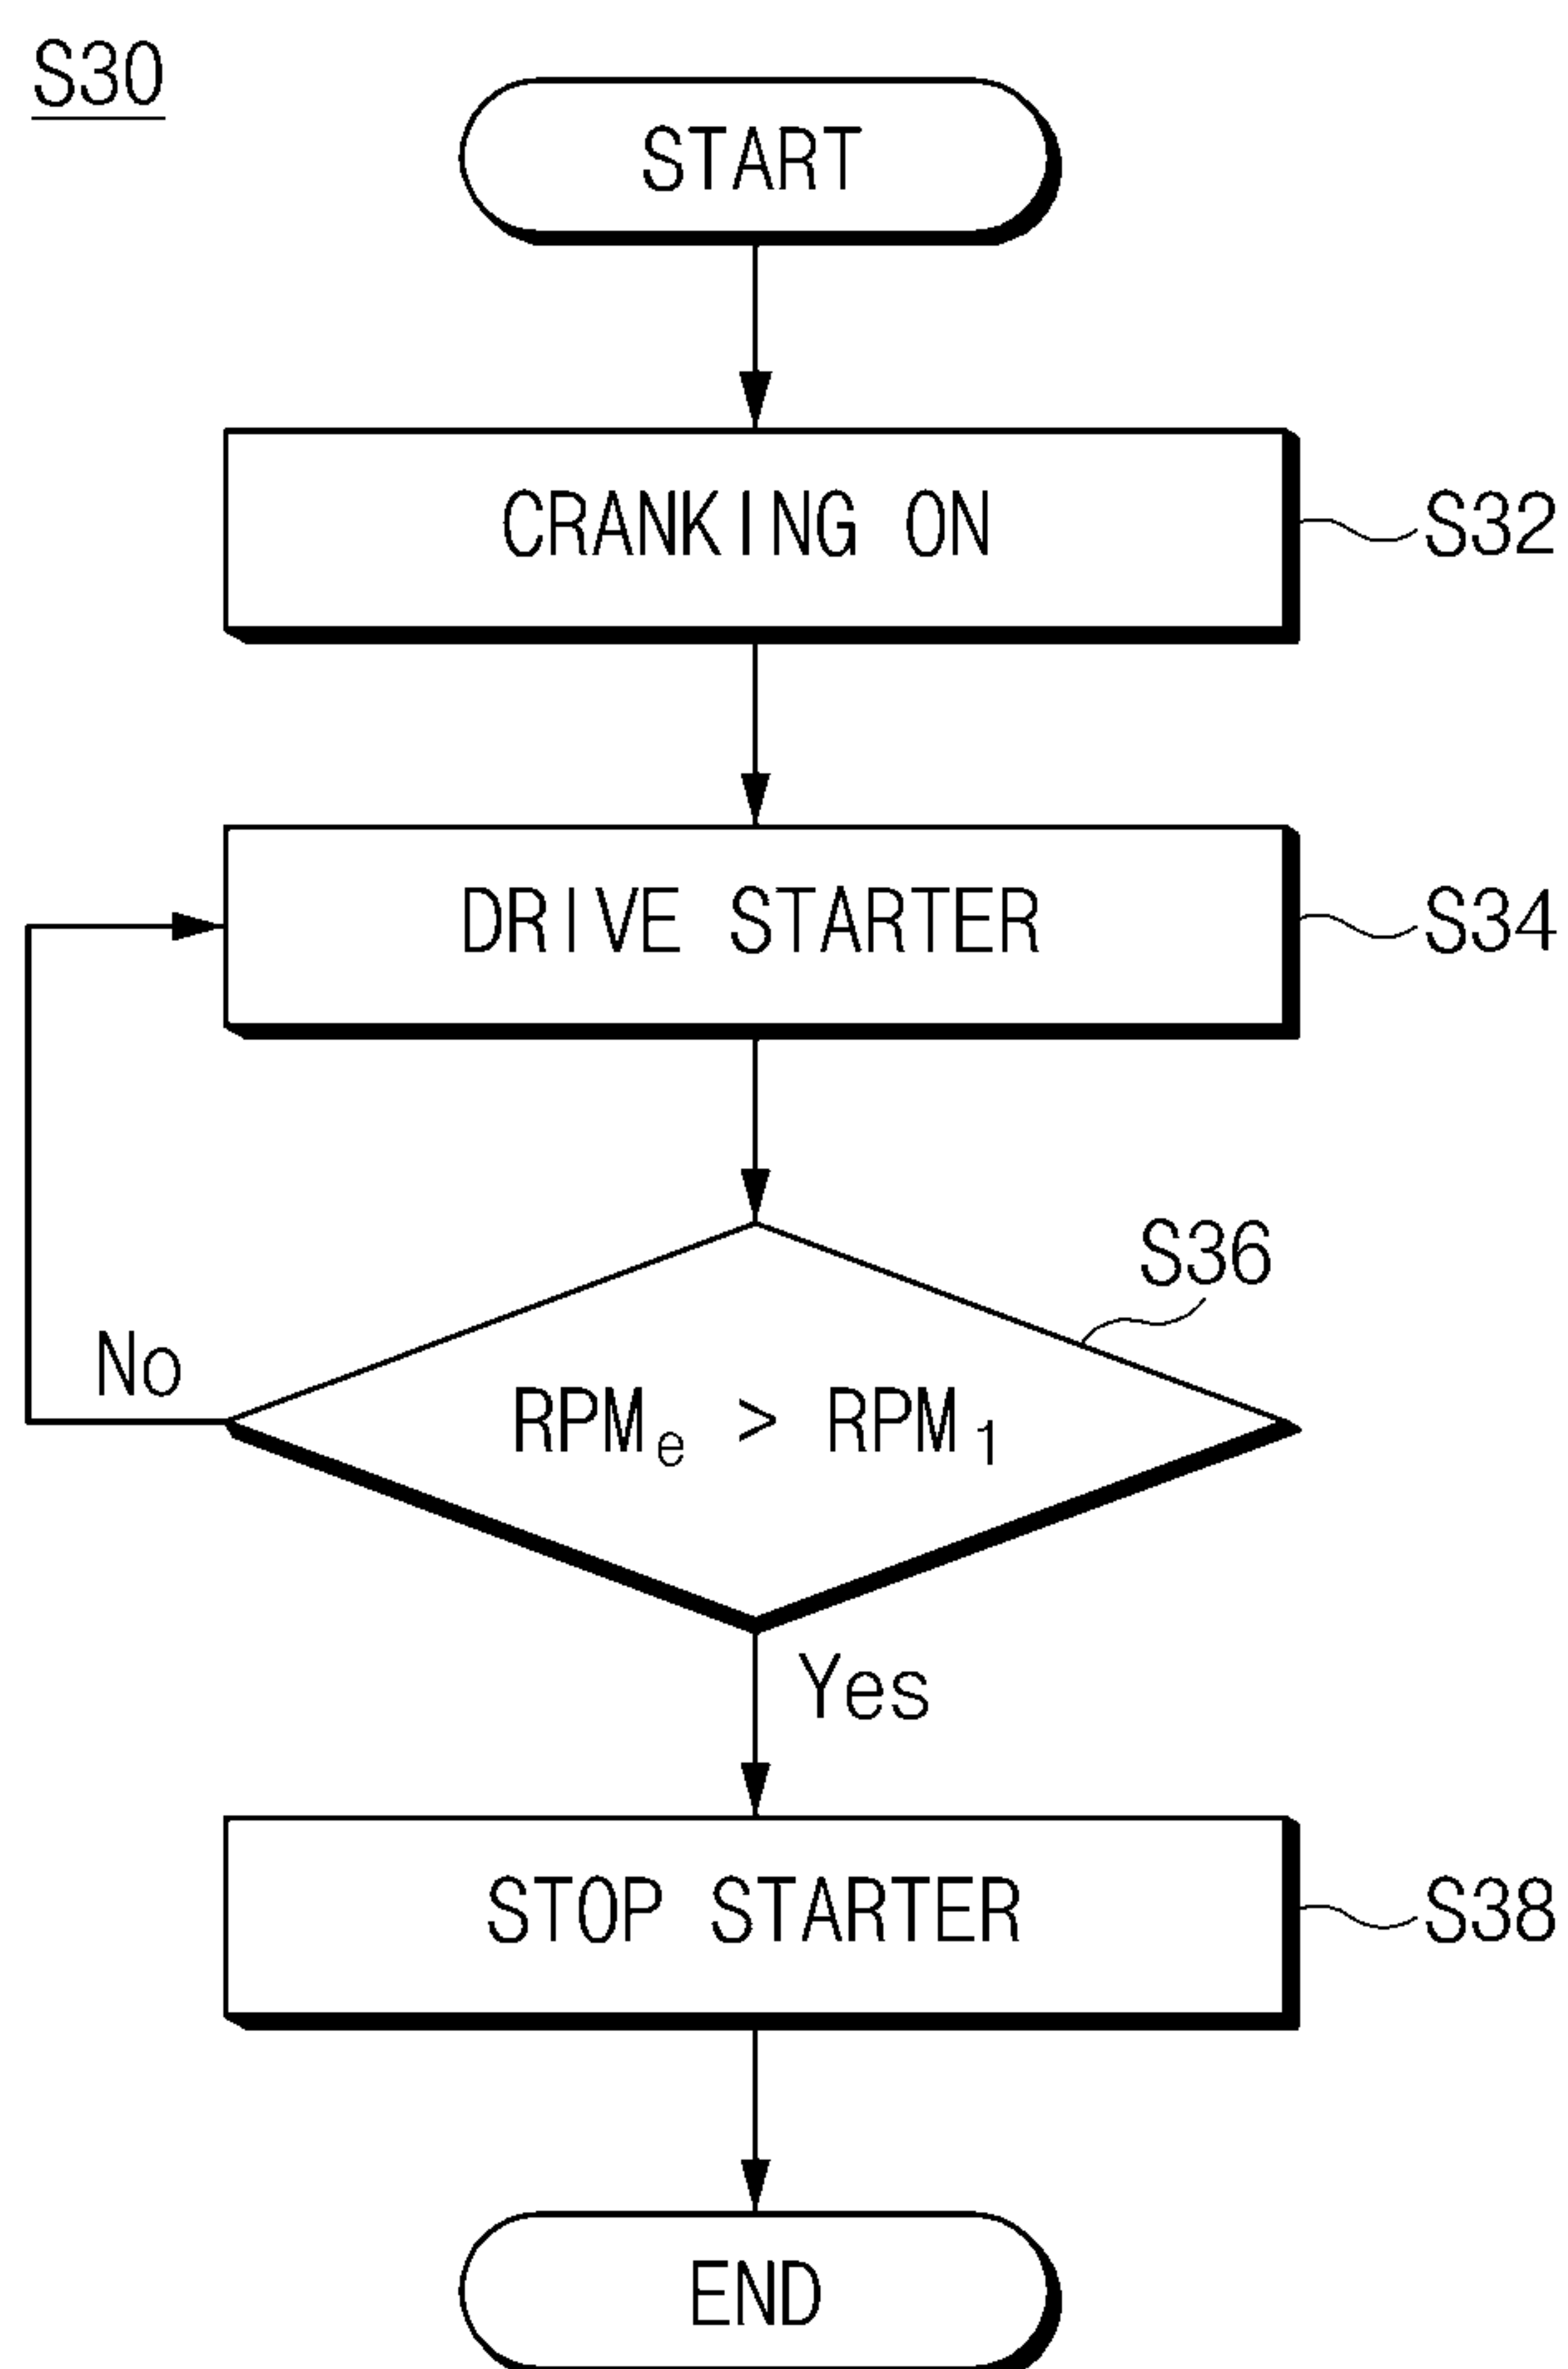 S30
START
CRANKING ON
S32
DRIVE STARTER
S34
S36
No
RPMe > RPM1
Yes
STOP STARTER
S38
END